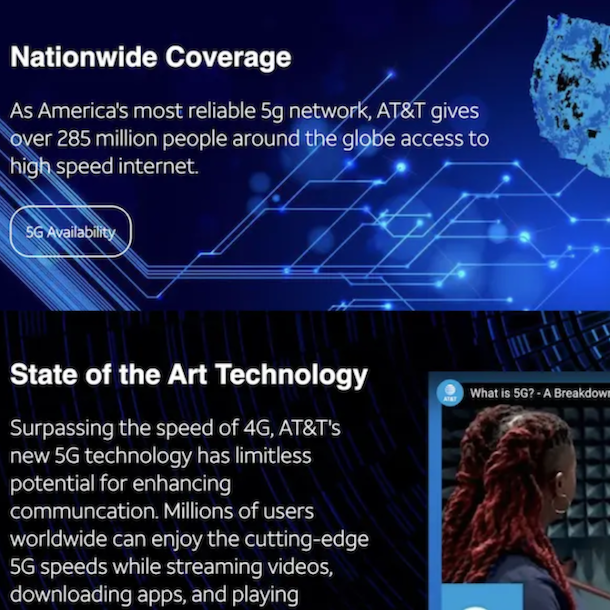 Nationwide Coverage
As America's most reliable 5g network, AT&T gives
over 285 million people around the globe access to
high speed internet.
5G Availability
State of the Art Technology
Surpassing the speed of 4G, AT&T's
new 5G technology has limitless
potential for enhancing
communcation. Millions of users
worldwide can enjoy the cutting-edge
5G speeds while streaming videos,
downloading apps, and playing
AT&T
What is 5G? - A Breakdown